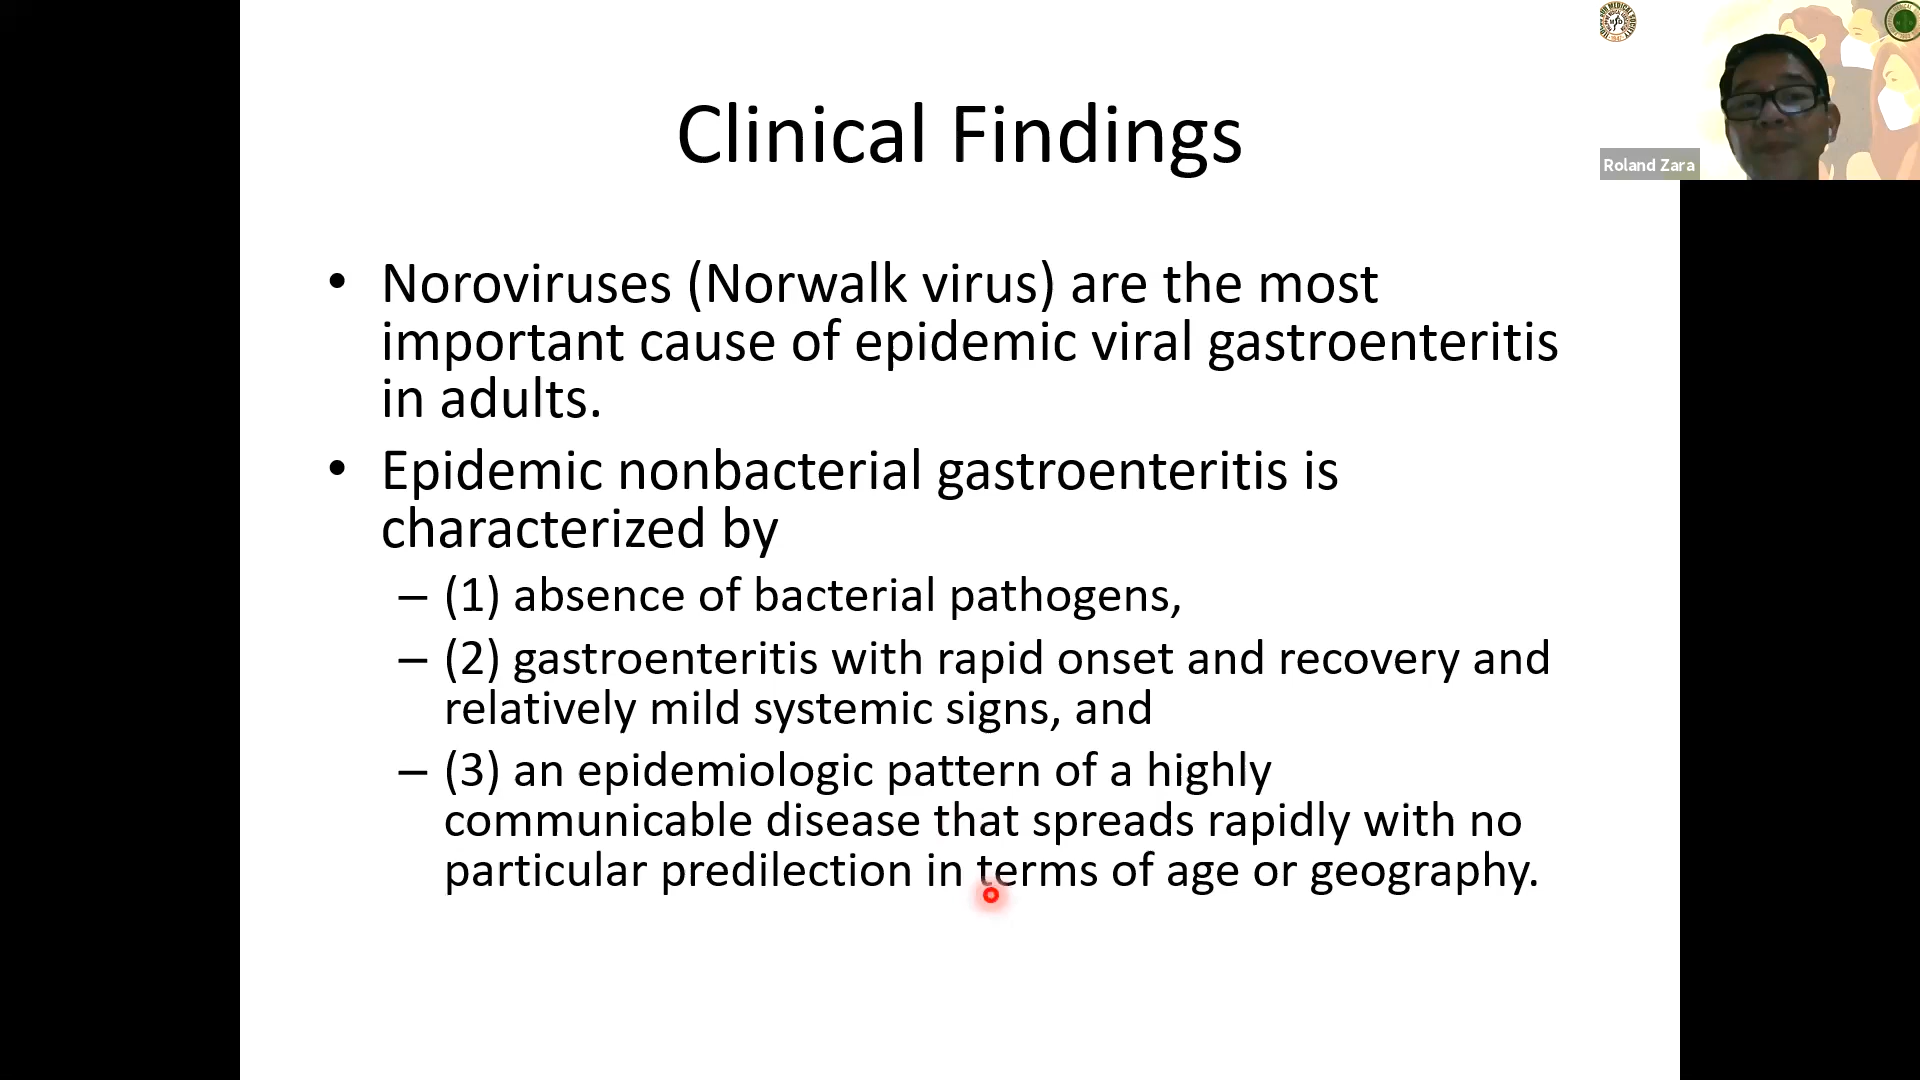 Clinical Findings
• Noroviruses (Norwalk virus) are the most
important cause of epidemic viral gastroenteritis
in adults.
• Epidemic nonbacterial gastroenteritis is
characterized by
– (1) absence of bacterial pathogens,
– (2) gastroenteritis with rapid onset and recovery and
relatively mild systemic signs, and
– (3) an epidemiologic pattern of a highly
communicable disease that spreads rapidly with no
particular predilection in terms of age or geography.
Roland Zara